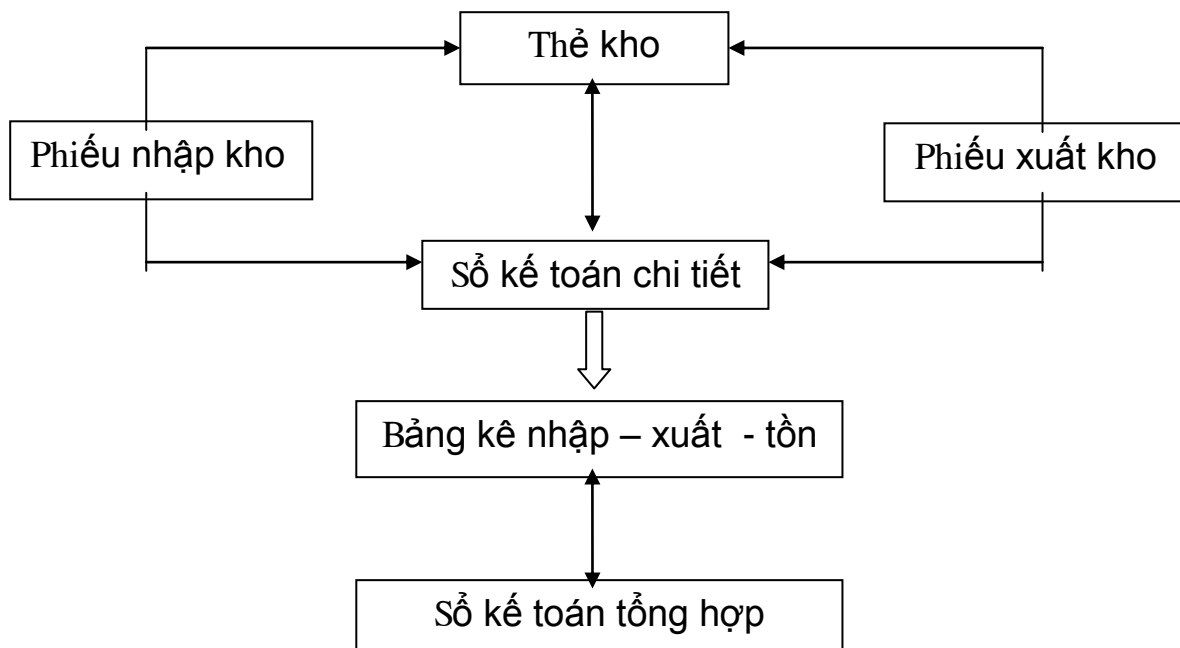 Thẻ kho
Phiếu nhập kho
Phiếu xuất kho
Sổ kế toán chi tiết
Bảng kê nhập – xuất - tồn
Sổ kế toán tổng hợp